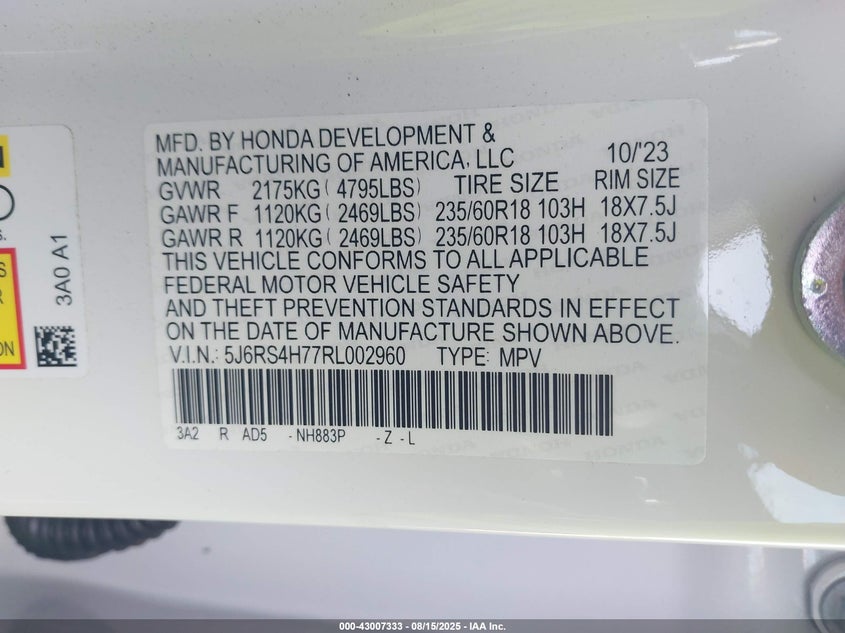 MFD. BY HONDA DEVELOPMENT &
MANUFACTURING OF AMERICA, LLC 10/'23
GVWR 2175KG ( 4795LBS) TIRE SIZE RIM SIZE
GAWR F 1120KG ( 2469LBS) 235/60R18 103H 18X7.5J
GAWR R 1120KG ( 2469LBS) 235/60R18 103H 18X7.5J
THIS VEHICLE CONFORMS TO ALL APPLICABLE
FEDERAL MOTOR VEHICLE SAFETY
AND THEFT PREVENTION STANDARDS IN EFFECT
ON THE DATE OF MANUFACTURE SHOWN ABOVE.
V.I.N.: 5J6RS4H77RL002960 TYPE: MPV
3A2 R AD5 -NH883P -Z -L
3A0 A1
000-43007333 - 08/15/2025 - IAA Inc.